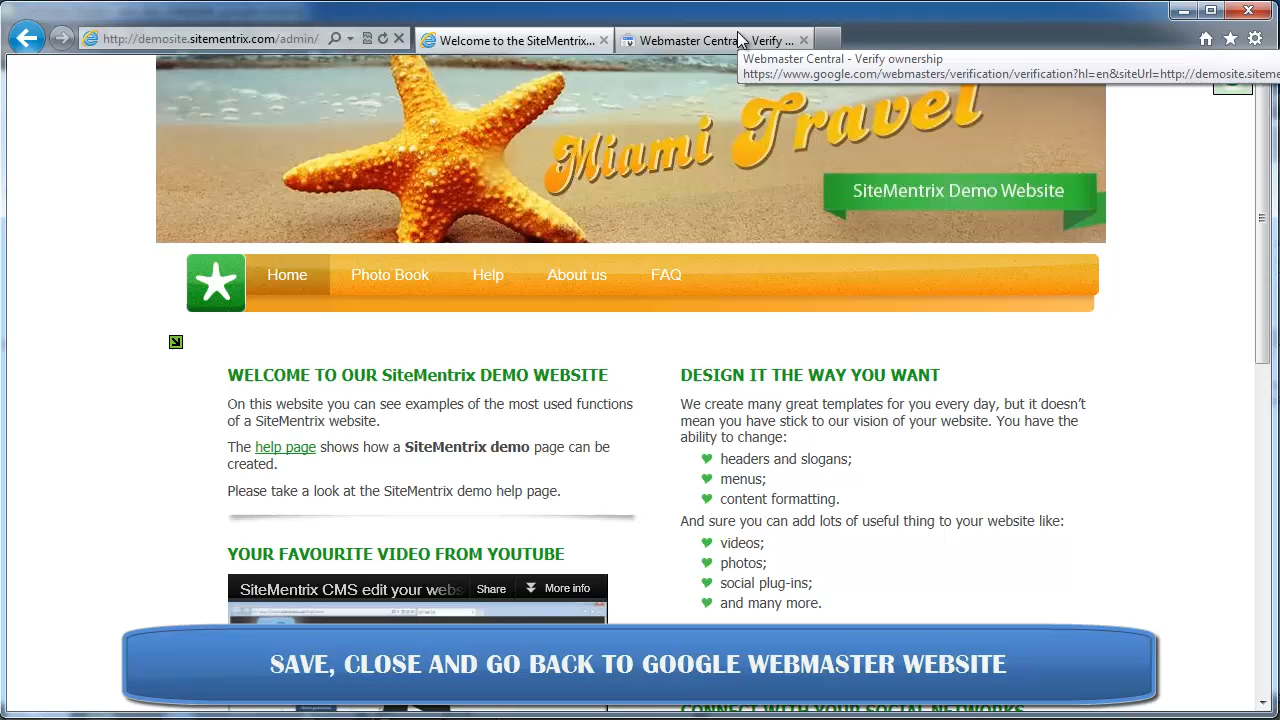 http://demosite.sitementrix.com/admin/
Welcome to the SiteMentrix...
Webmaster Central - Verify ...
Webmaster Central - Verify ownership
https://www.google.com/webmasters/verification/verification?hl=en&siteUrl=http://demosite.siteme
Miami Travel
SiteMentrix Demo Website
Home
Photo Book
Help
About us
FAQ
WELCOME TO OUR SiteMentrix DEMO WEBSITE
On this website you can see examples of the most used functions
of a SiteMentrix website.
The help page shows how a SiteMentrix demo page can be
created.
Please take a look at the SiteMentrix demo help page.
YOUR FAVOURITE VIDEO FROM YOUTUBE
SiteMentrix CMS edit your webs
Share
More info
DESIGN IT THE WAY YOU WANT
We create many great templates for you every day, but it doesn't
mean you have stick to our vision of your website. You have the
ability to change:
headers and slogans;
menus;
content formatting.
And sure you can add lots of useful thing to your website like:
videos;
photos;
social plug-ins;
and many more.
SAVE, CLOSE AND GO BACK TO GOOGLE WEBMASTER WEBSITE
CONNECT WITH YOUR SOCIAL NETWORKS